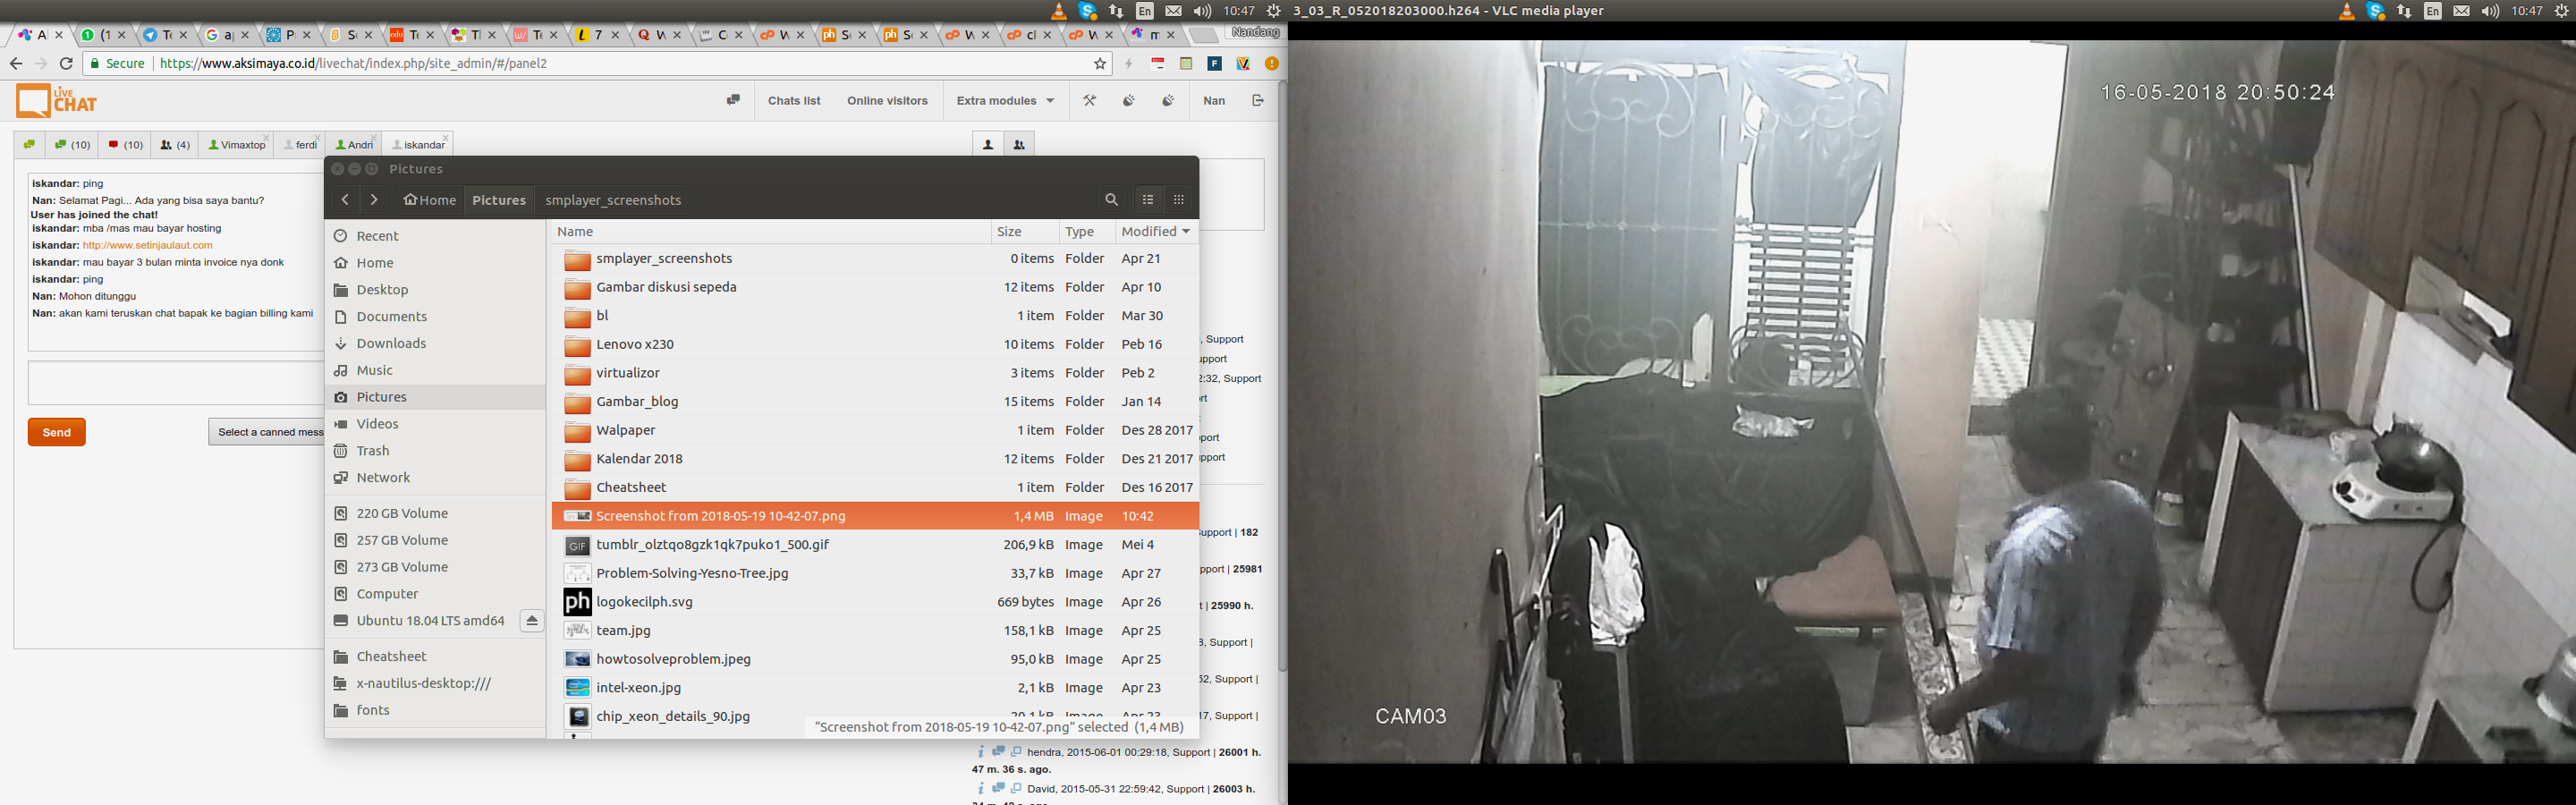 10:47
3_03_R_052018203000.h264 - VLC media player
En
10:47
Nandang
Secure
https://www.aksimaya.co.id/livechat/index.php/site_admin/#/panel2
LIVE CHAT
Chats list
Online visitors
Extra modules
Nan
(10)
(10)
(4)
Vimaxtop
ferdi
Andri
iskandar
iskandar: ping
Nan: Selamat Pagi... Ada yang bisa saya bantu?
User has joined the chat!
iskandar: mba /mas mau bayar hosting
iskandar: http://www.setinjaulaut.com
iskandar: mau bayar 3 bulan minta invoice nya donk
iskandar: ping
Nan: Mohon ditunggu
Nan: akan kami teruskan chat bapak ke bagian billing kami
Send
Select a canned mess
Pictures
Home
Pictures
smplayer_screenshots
Recent
Home
Desktop
Documents
Downloads
Music
Pictures
Videos
Trash
Network
220 GB Volume
257 GB Volume
273 GB Volume
Computer
Ubuntu 18.04 LTS amd64
Cheatsheet
x-nautilus-desktop:///
fonts
Name Size Type Modified
smplayer_screenshots 0 items Folder Apr 21
Gambar diskusi sepeda 12 items Folder Apr 10
bl 1 item Folder Mar 30
Lenovo x230 10 items Folder Peb 16
virtualizor 3 items Folder Peb 2
Gambar_blog 15 items Folder Jan 14
Walpaper 1 item Folder Des 28 2017
Kalendar 2018 12 items Folder Des 21 2017
Cheatsheet 1 item Folder Des 16 2017
Screenshot from 2018-05-19 10-42-07.png 1,4 MB Image 10:42
tumblr_olztqo8gzk1qk7puko1_500.gif 206,9 kB Image Mei 4
Problem-Solving-Yesno-Tree.jpg 33,7 kB Image Apr 27
logokecilph.svg 669 bytes Image Apr 26
team.jpg 158,1 kB Image Apr 25
howtosolveproblem.jpeg 95,0 kB Image Apr 25
intel-xeon.jpg 2,1 kB Image Apr 23
chip_xeon_details_90.jpg 20,1 kB Image Apr 23
"Screenshot from 2018-05-19 10-42-07.png" selected (1,4 MB)
, Support
upport
2:32, Support
upport | 182
pport | 25981
t | 25990 h.
3, Support |
52, Support |
17, Support |
hendra, 2015-06-01 00:29:18, Support | 26001 h.
47 m. 36 s. ago.
David, 2015-05-31 22:59:42, Support | 26003 h.
16-05-2018 20:50:24
CAM03